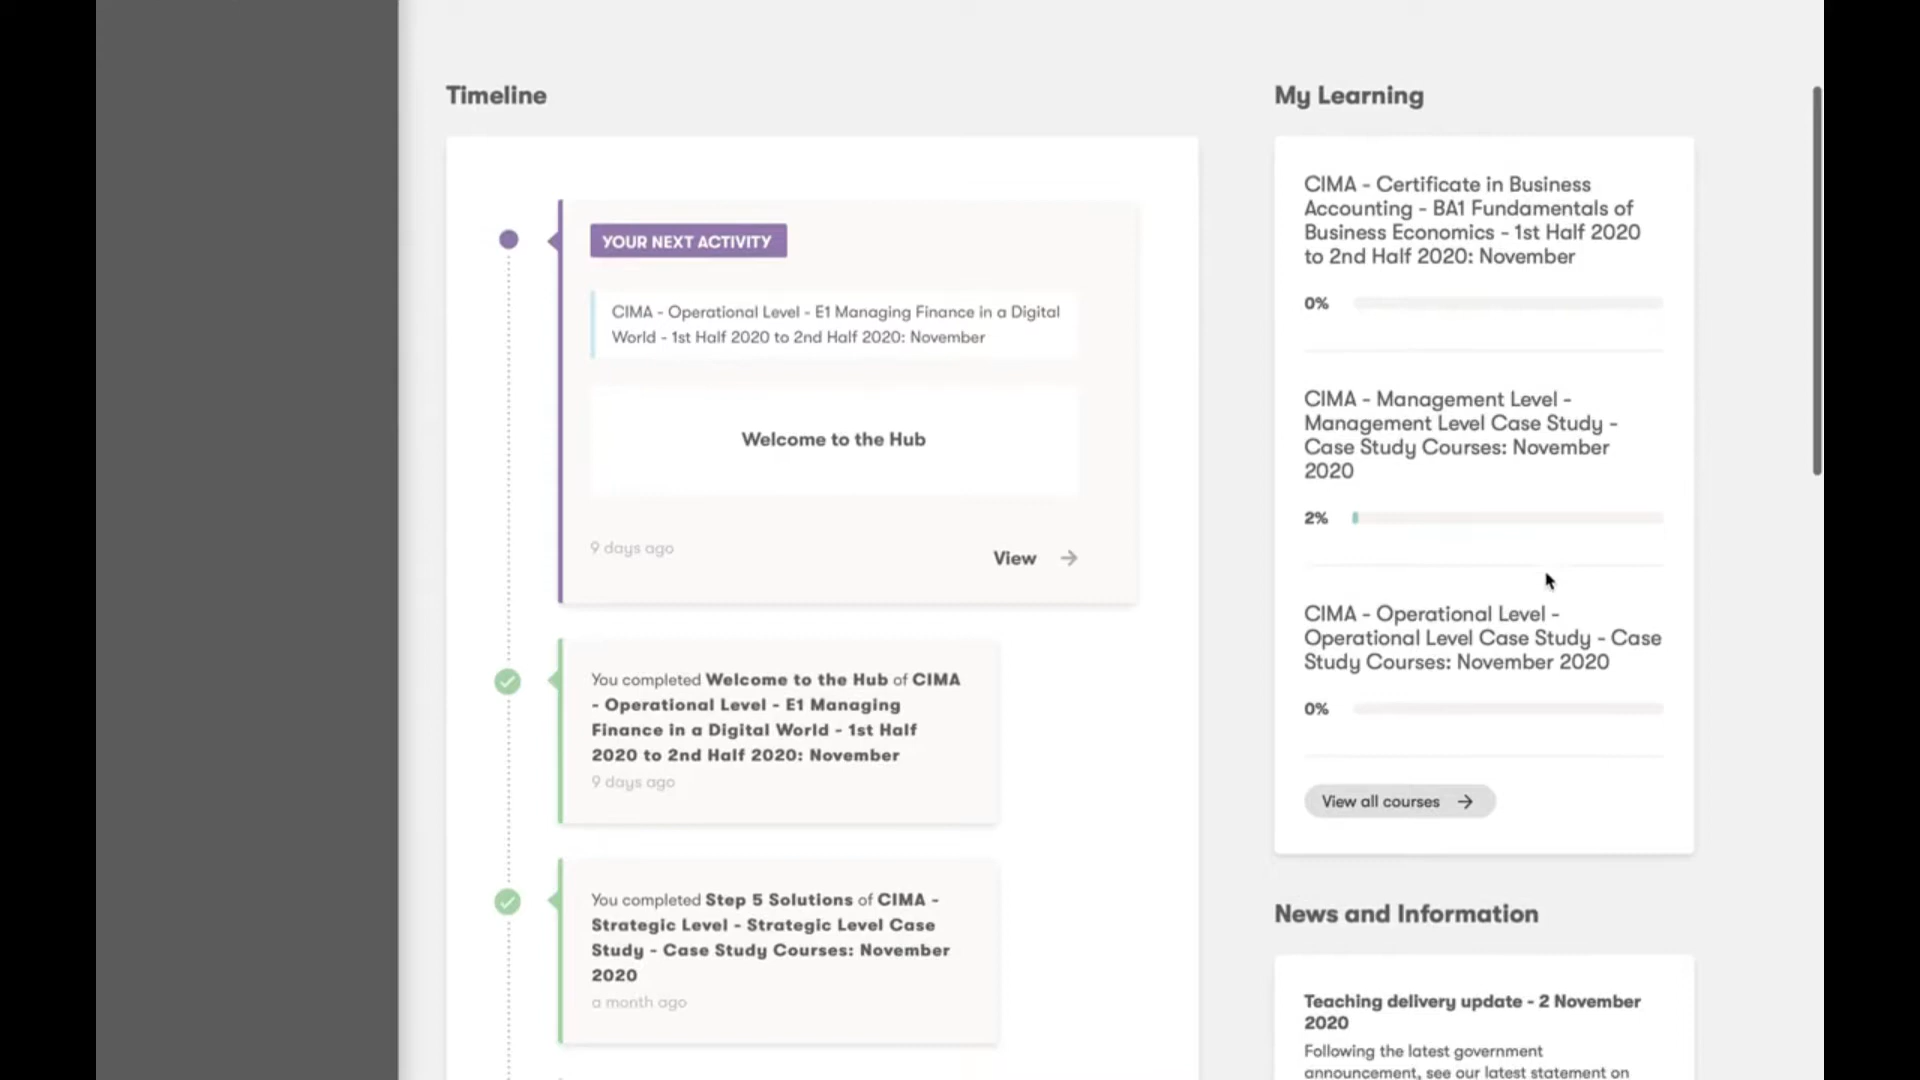 Timeline
YOUR NEXT ACTIVITY
CIMA - Operational Level - E1 Managing Finance in a Digital
World - 1st Half 2020 to 2nd Half 2020: November
Welcome to the Hub
9 days ago
View
You completed Welcome to the Hub of CIMA
- Operational Level - E1 Managing
Finance in a Digital World - 1st Half
2020 to 2nd Half 2020: November
9 days ago
You completed Step 5 Solutions of CIMA -
Strategic Level - Strategic Level Case
Study - Case Study Courses: November
2020
a month ago
My Learning
CIMA - Certificate in Business
Accounting - BA1 Fundamentals of
Business Economics - 1st Half 2020
to 2nd Half 2020: November
0%
CIMA - Management Level -
Management Level Case Study -
Case Study Courses: November
2020
2%
CIMA - Operational Level -
Operational Level Case Study - Case
Study Courses: November 2020
0%
View all courses
News and Information
Teaching delivery update - 2 November
2020
Following the latest government
announcement, see our latest statement on